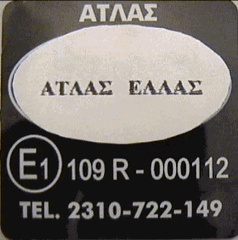 ΑΤΛΑΣ
ΑΤΛΑΣ ΕΛΛΑΣ
E1 109 R - 000112
TEL. 2310-722-149